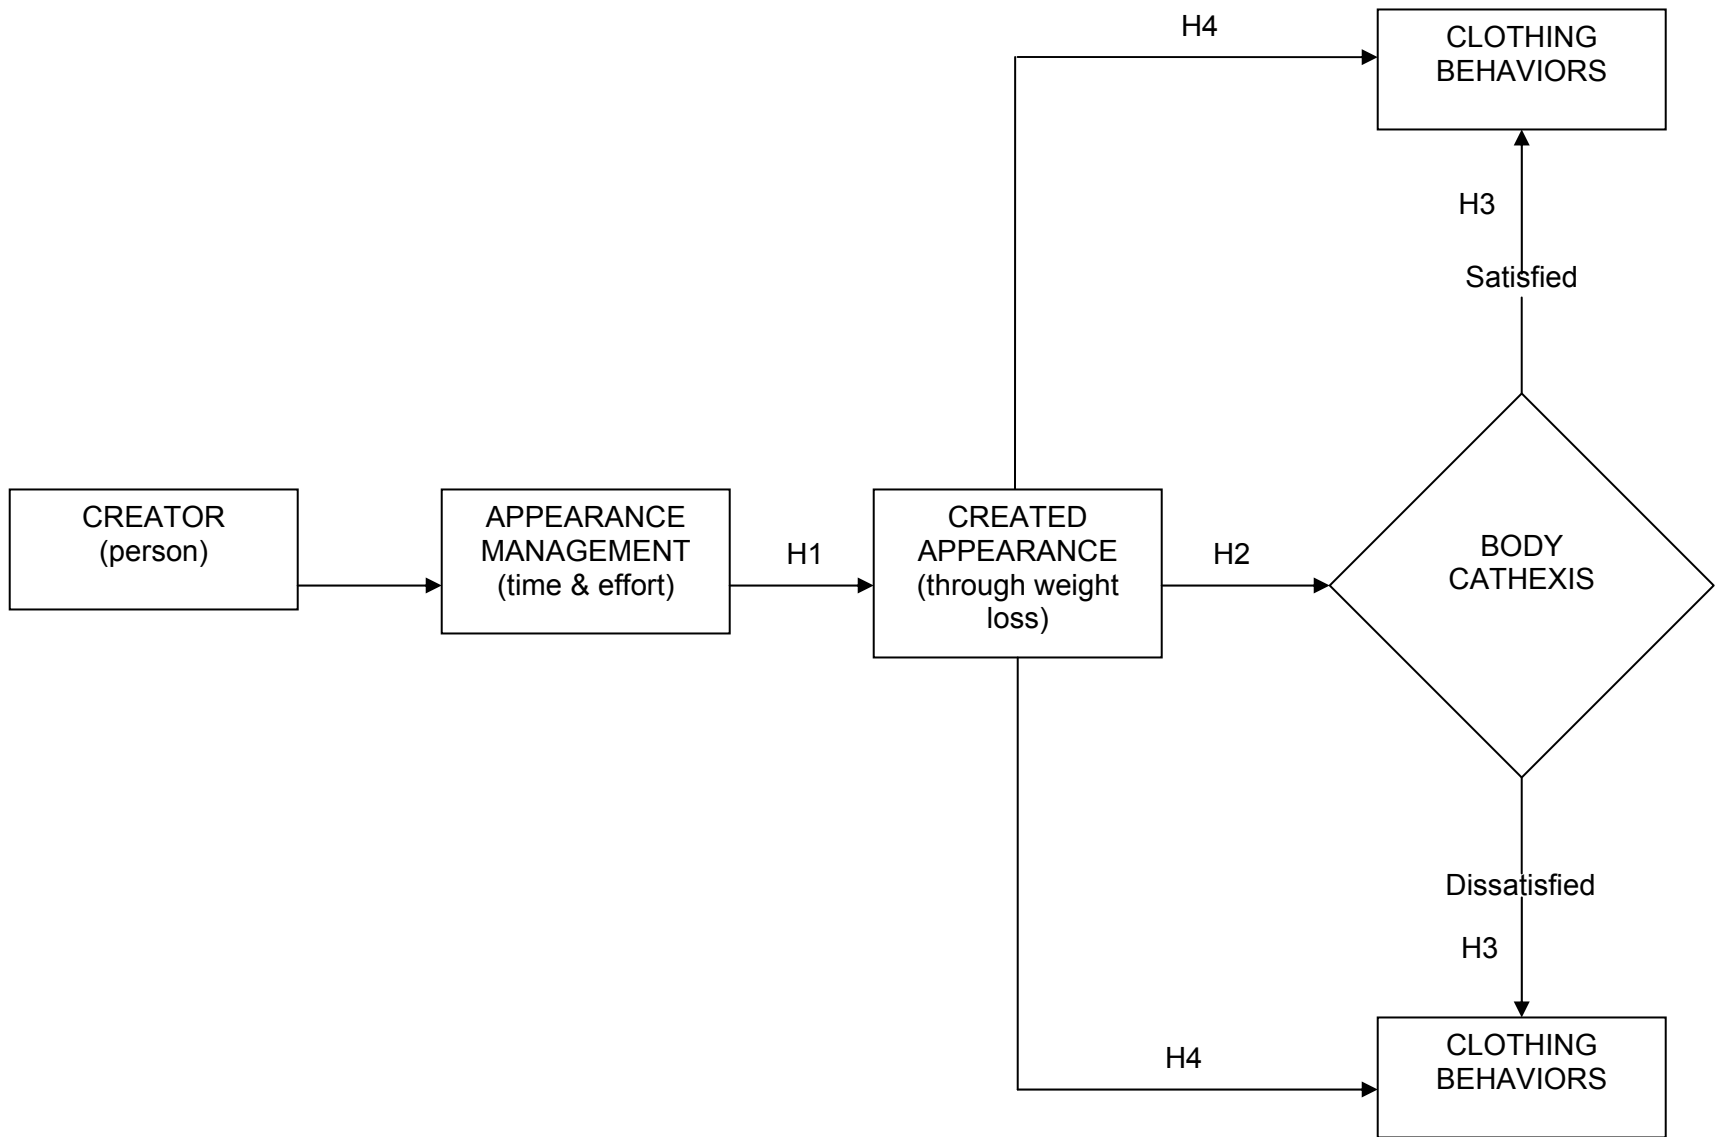 H4
CLOTHING
BEHAVIORS
H3
Satisfied
CREATOR
(person)
APPEARANCE
MANAGEMENT
(time & effort)
H1
CREATED
APPEARANCE
(through weight
loss)
H2
BODY
CATHEXIS
Dissatisfied
H3
H4
CLOTHING
BEHAVIORS